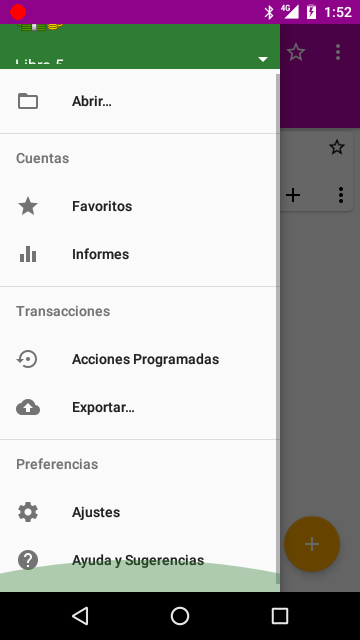 4G 1:52
Libro 5
Abrir...
Cuentas
Favoritos
Informes
Transacciones
Acciones Programadas
Exportar...
Preferencias
Ajustes
Ayuda y Sugerencias